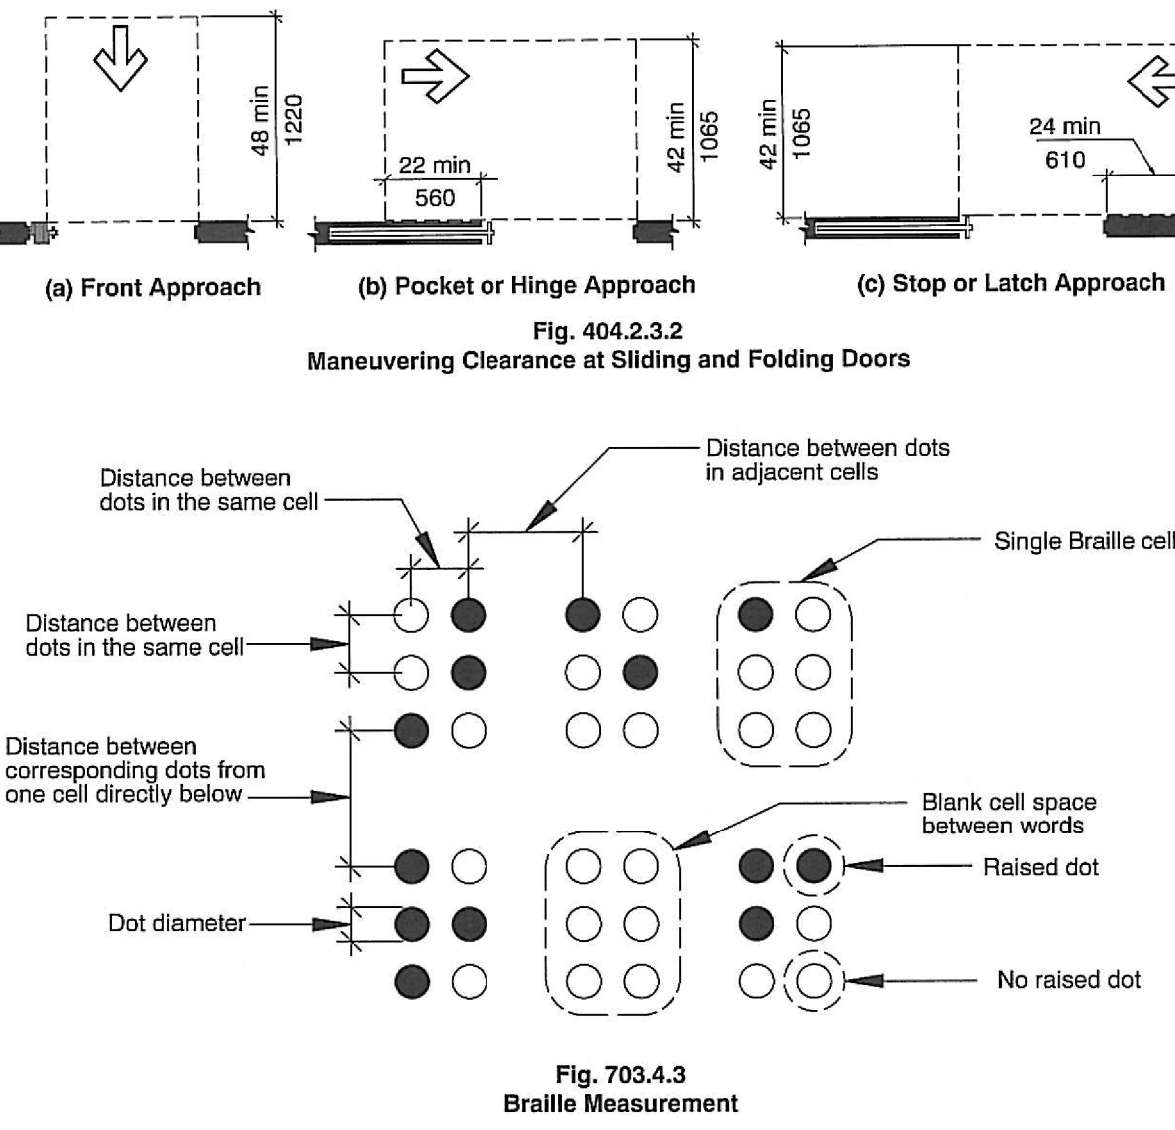 48 min
1220
22 min
560
42 min
1065
42 min
1065
24 min
610
(a) Front Approach
(b) Pocket or Hinge Approach
(c) Stop or Latch Approach
Fig. 404.2.3.2
Maneuvering Clearance at Sliding and Folding Doors
Distance between
dots in the same cell
Distance between dots
in adjacent cells
Single Braille cell
Distance between
dots in the same cell
Distance between
corresponding dots from
one cell directly below
Blank cell space
between words
Raised dot
Dot diameter
No raised dot
Fig. 703.4.3
Braille Measurement